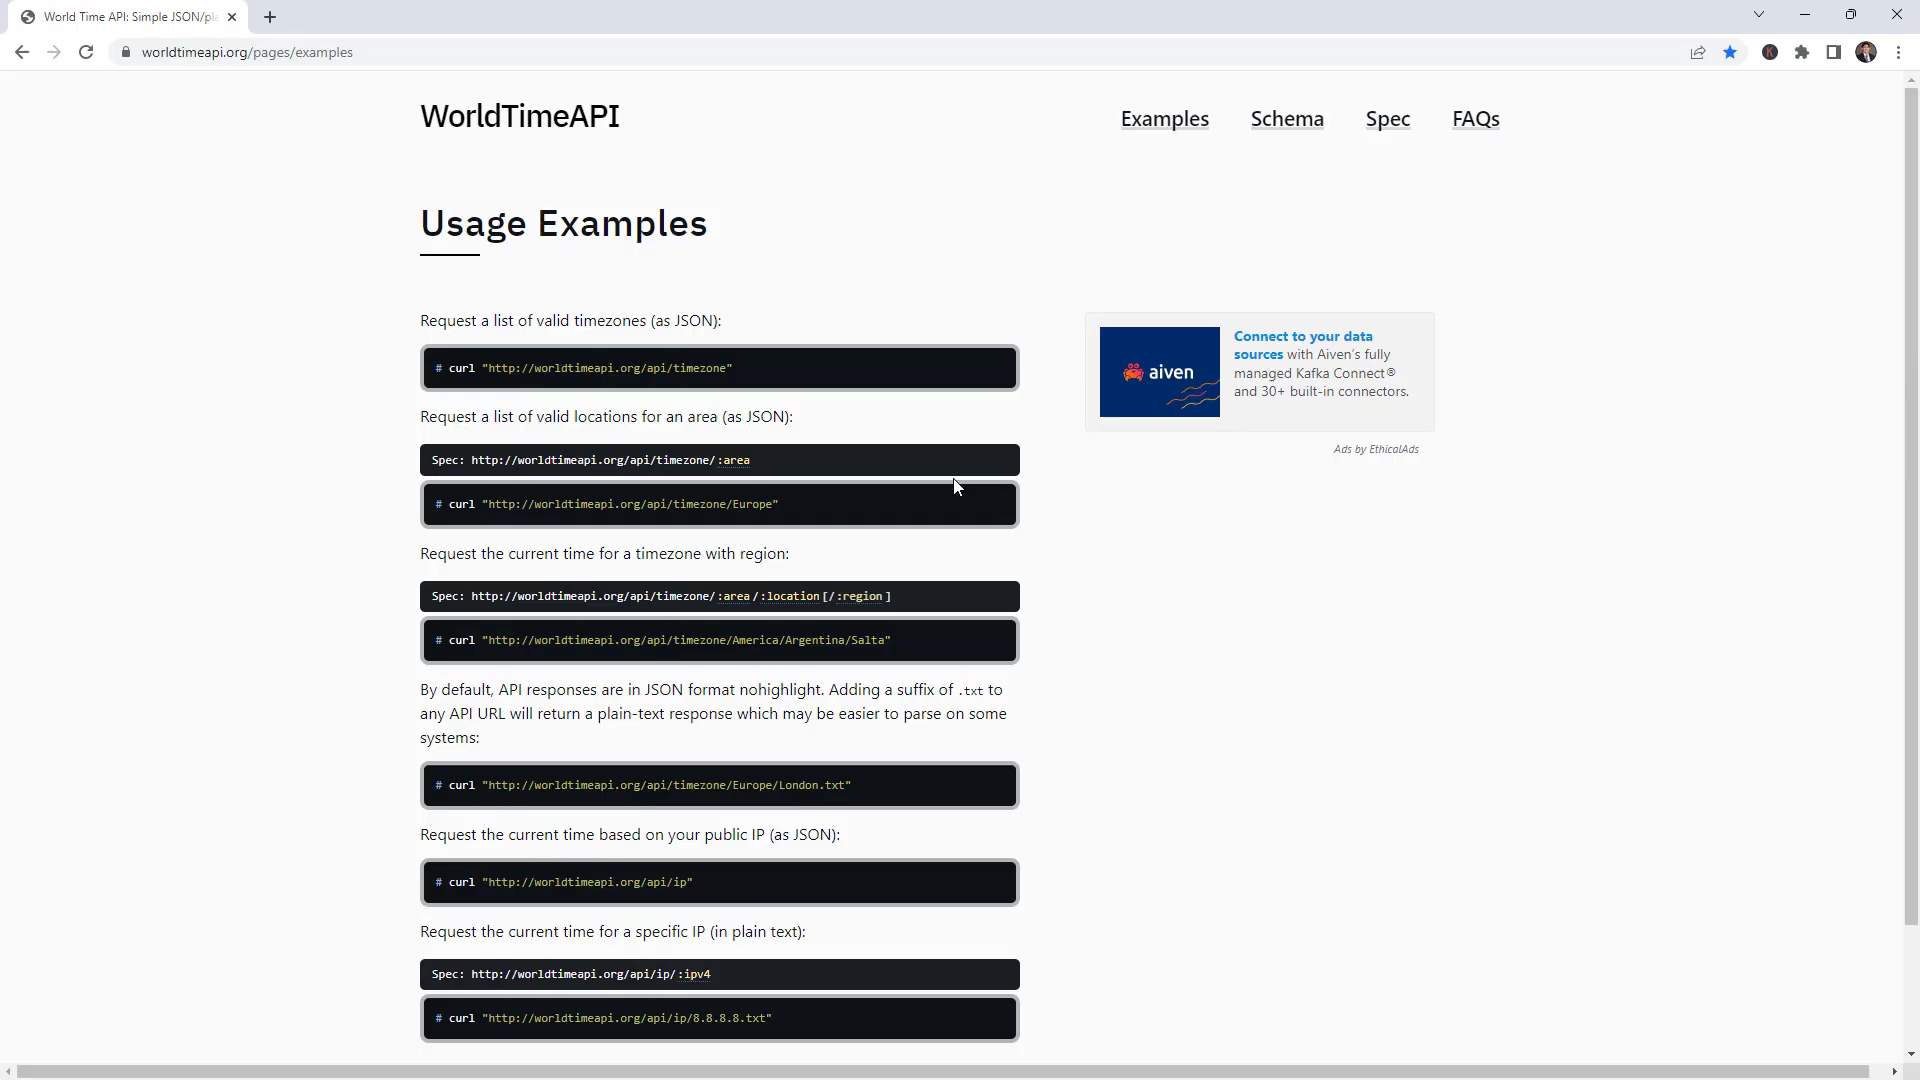 World Time API: Simple JSON/pla
worldtimeapi.org/pages/examples
K
WorldTimeAPI
Examples
Schema
Spec
FAQs
Usage Examples
Request a list of valid timezones (as JSON):
# curl "http://worldtimeapi.org/api/timezone"
Request a list of valid locations for an area (as JSON):
Spec: http://worldtimeapi.org/api/timezone/:area
# curl "http://worldtimeapi.org/api/timezone/Europe"
Request the current time for a timezone with region:
Spec: http://worldtimeapi.org/api/timezone/:area/:location[/:region]
# curl "http://worldtimeapi.org/api/timezone/America/Argentina/Salta"
By default, API responses are in JSON format nohighlight. Adding a suffix of .txt to
any API URL will return a plain-text response which may be easier to parse on some
systems:
# curl "http://worldtimeapi.org/api/timezone/Europe/London.txt"
Request the current time based on your public IP (as JSON):
# curl "http://worldtimeapi.org/api/ip"
Request the current time for a specific IP (in plain text):
Spec: http://worldtimeapi.org/api/ip/:ipv4
# curl "http://worldtimeapi.org/api/ip/8.8.8.8.txt"
aiven
Connect to your data
sources with Aiven's fully
managed Kafka Connect®
and 30+ built-in connectors.
Ads by EthicalAds